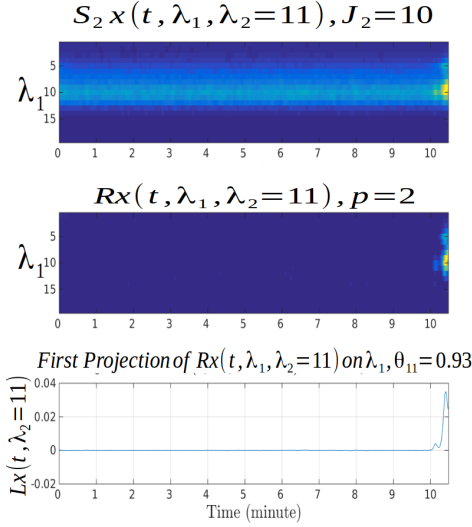 S₂ x(t, λ₁, λ₂=11), J₂=10
λ₁
5
10
15
0 1 2 3 4 5 6 7 8 9 10
Rx(t, λ₁, λ₂=11), p=2
λ₁
5
10
15
0 1 2 3 4 5 6 7 8 9 10
First Projection of Rx(t, λ₁, λ₂=11) on λ₁, θ₁₁=0.93
Lx(t, λ₂=11)
0.04
0.02
0
-0.02
0 1 2 3 4 5 6 7 8 9 10
Time (minute)